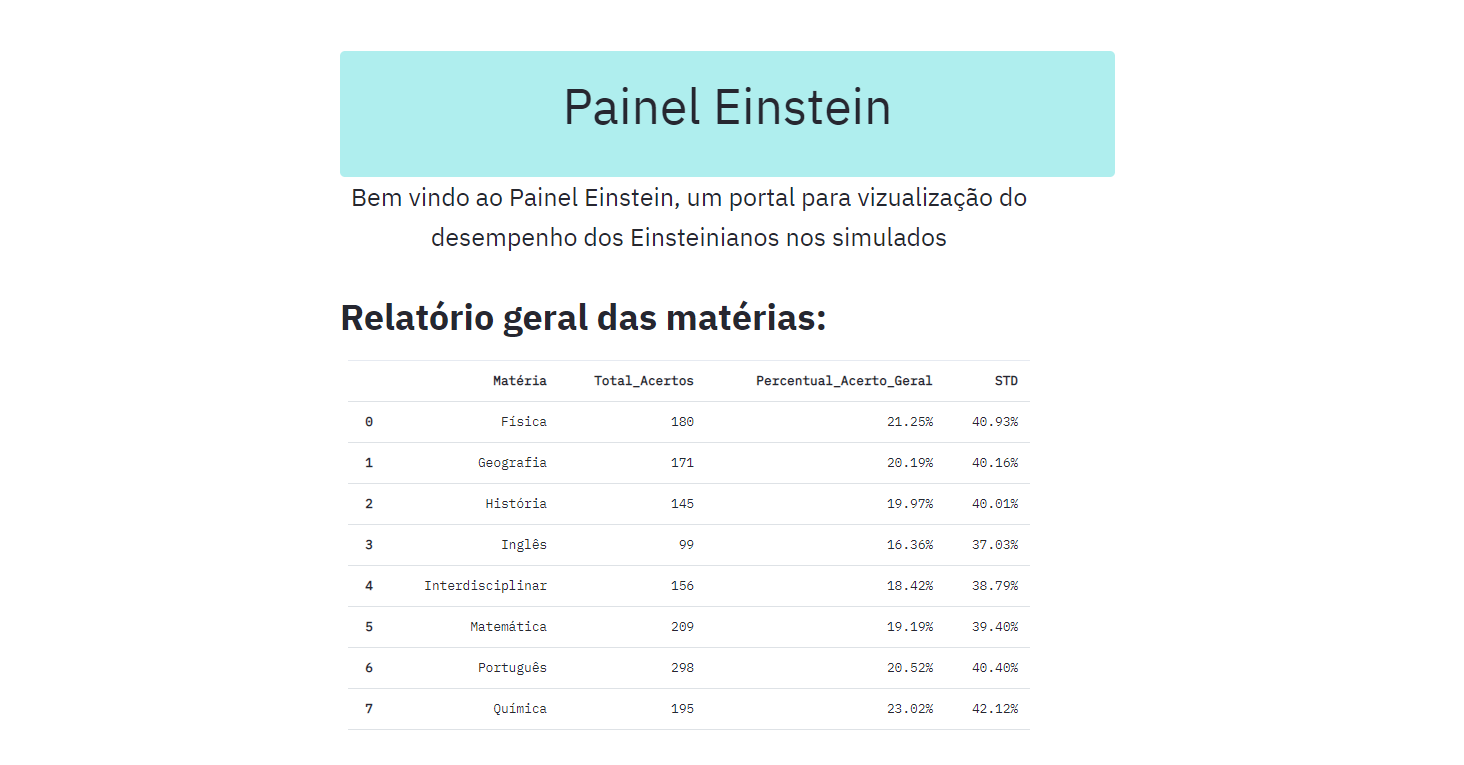 Painel Einstein
Bem vindo ao Painel Einstein, um portal para vizualização do
desempenho dos Einsteinianos nos simulados
Relatório geral das matérias:
Matéria Total_Acertos Percentual_Acerto_Geral STD
0 Física 180 21.25% 40.93%
1 Geografia 171 20.19% 40.16%
2 História 145 19.97% 40.01%
3 Inglês 99 16.36% 37.03%
4 Interdisciplinar 156 18.42% 38.79%
5 Matemática 209 19.19% 39.40%
6 Português 298 20.52% 40.40%
7 Química 195 23.02% 42.12%